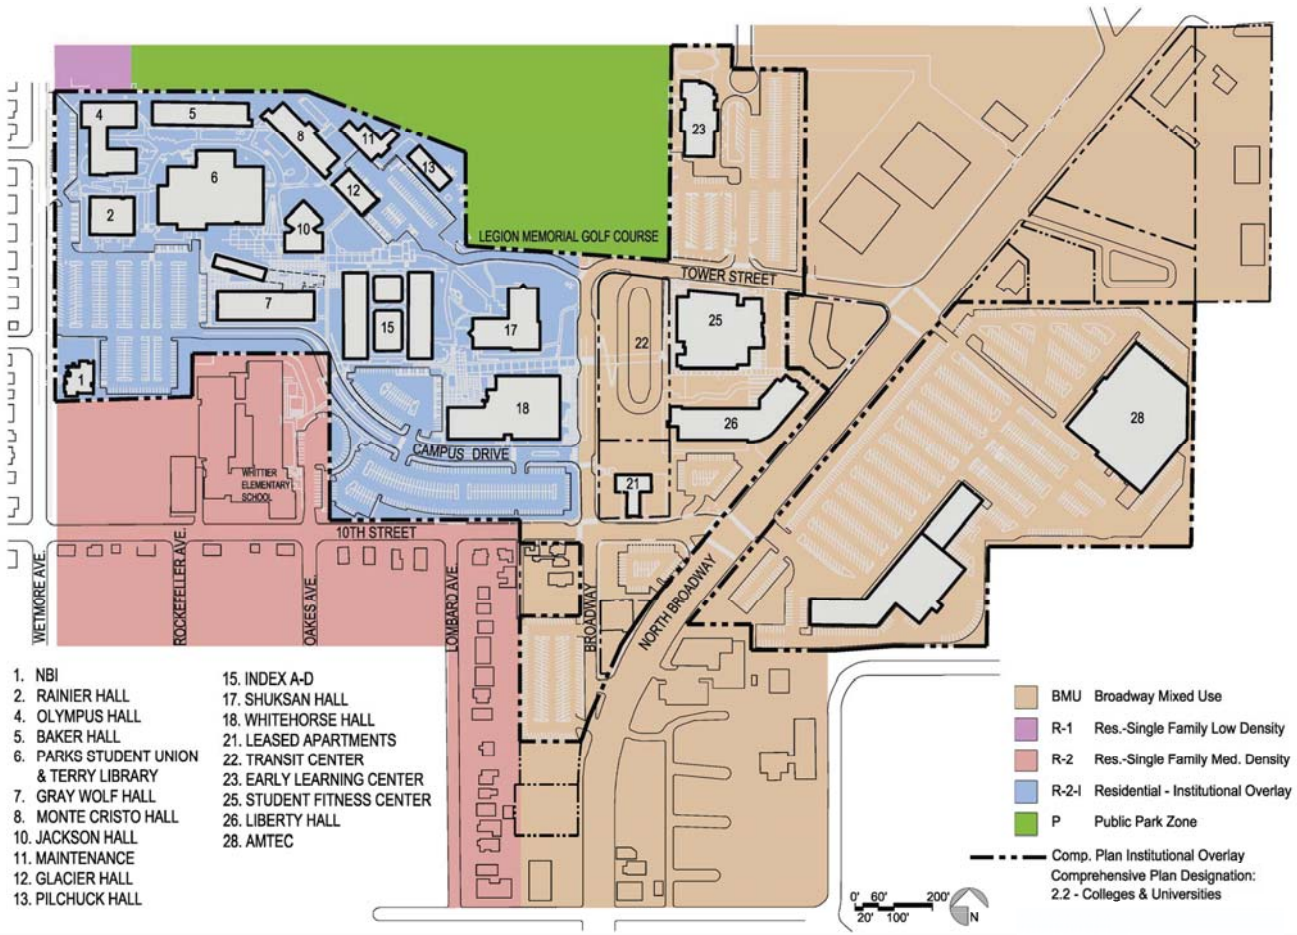 4
5
8
11
13
23
6
12
2
10
LEGION MEMORIAL GOLF COURSE
TOWER STREET
7
15
17
22
25
1
18
26
28
CAMPUS DRIVE
WHITTIER
ELEMENTARY
SCHOOL
21
10TH STREET
WETMORE AVE.
ROCKEFELLER AVE.
OAKES AVE.
LOMBARD AVE.
BROADWAY
NORTH BROADWAY
1. NBI
2. RAINIER HALL
4. OLYMPUS HALL
5. BAKER HALL
6. PARKS STUDENT UNION
& TERRY LIBRARY
7. GRAY WOLF HALL
8. MONTE CRISTO HALL
10. JACKSON HALL
11. MAINTENANCE
12. GLACIER HALL
13. PILCHUCK HALL
15. INDEX A-D
17. SHUKSAN HALL
18. WHITEHORSE HALL
21. LEASED APARTMENTS
22. TRANSIT CENTER
23. EARLY LEARNING CENTER
25. STUDENT FITNESS CENTER
26. LIBERTY HALL
28. AMTEC
BMU Broadway Mixed Use
R-1 Res.-Single Family Low Density
R-2 Res.-Single Family Med. Density
R-2-I Residential - Institutional Overlay
P Public Park Zone
Comp. Plan Institutional Overlay
Comprehensive Plan Designation:
2.2 - Colleges & Universities
0' 60' 200'
20' 100'
N